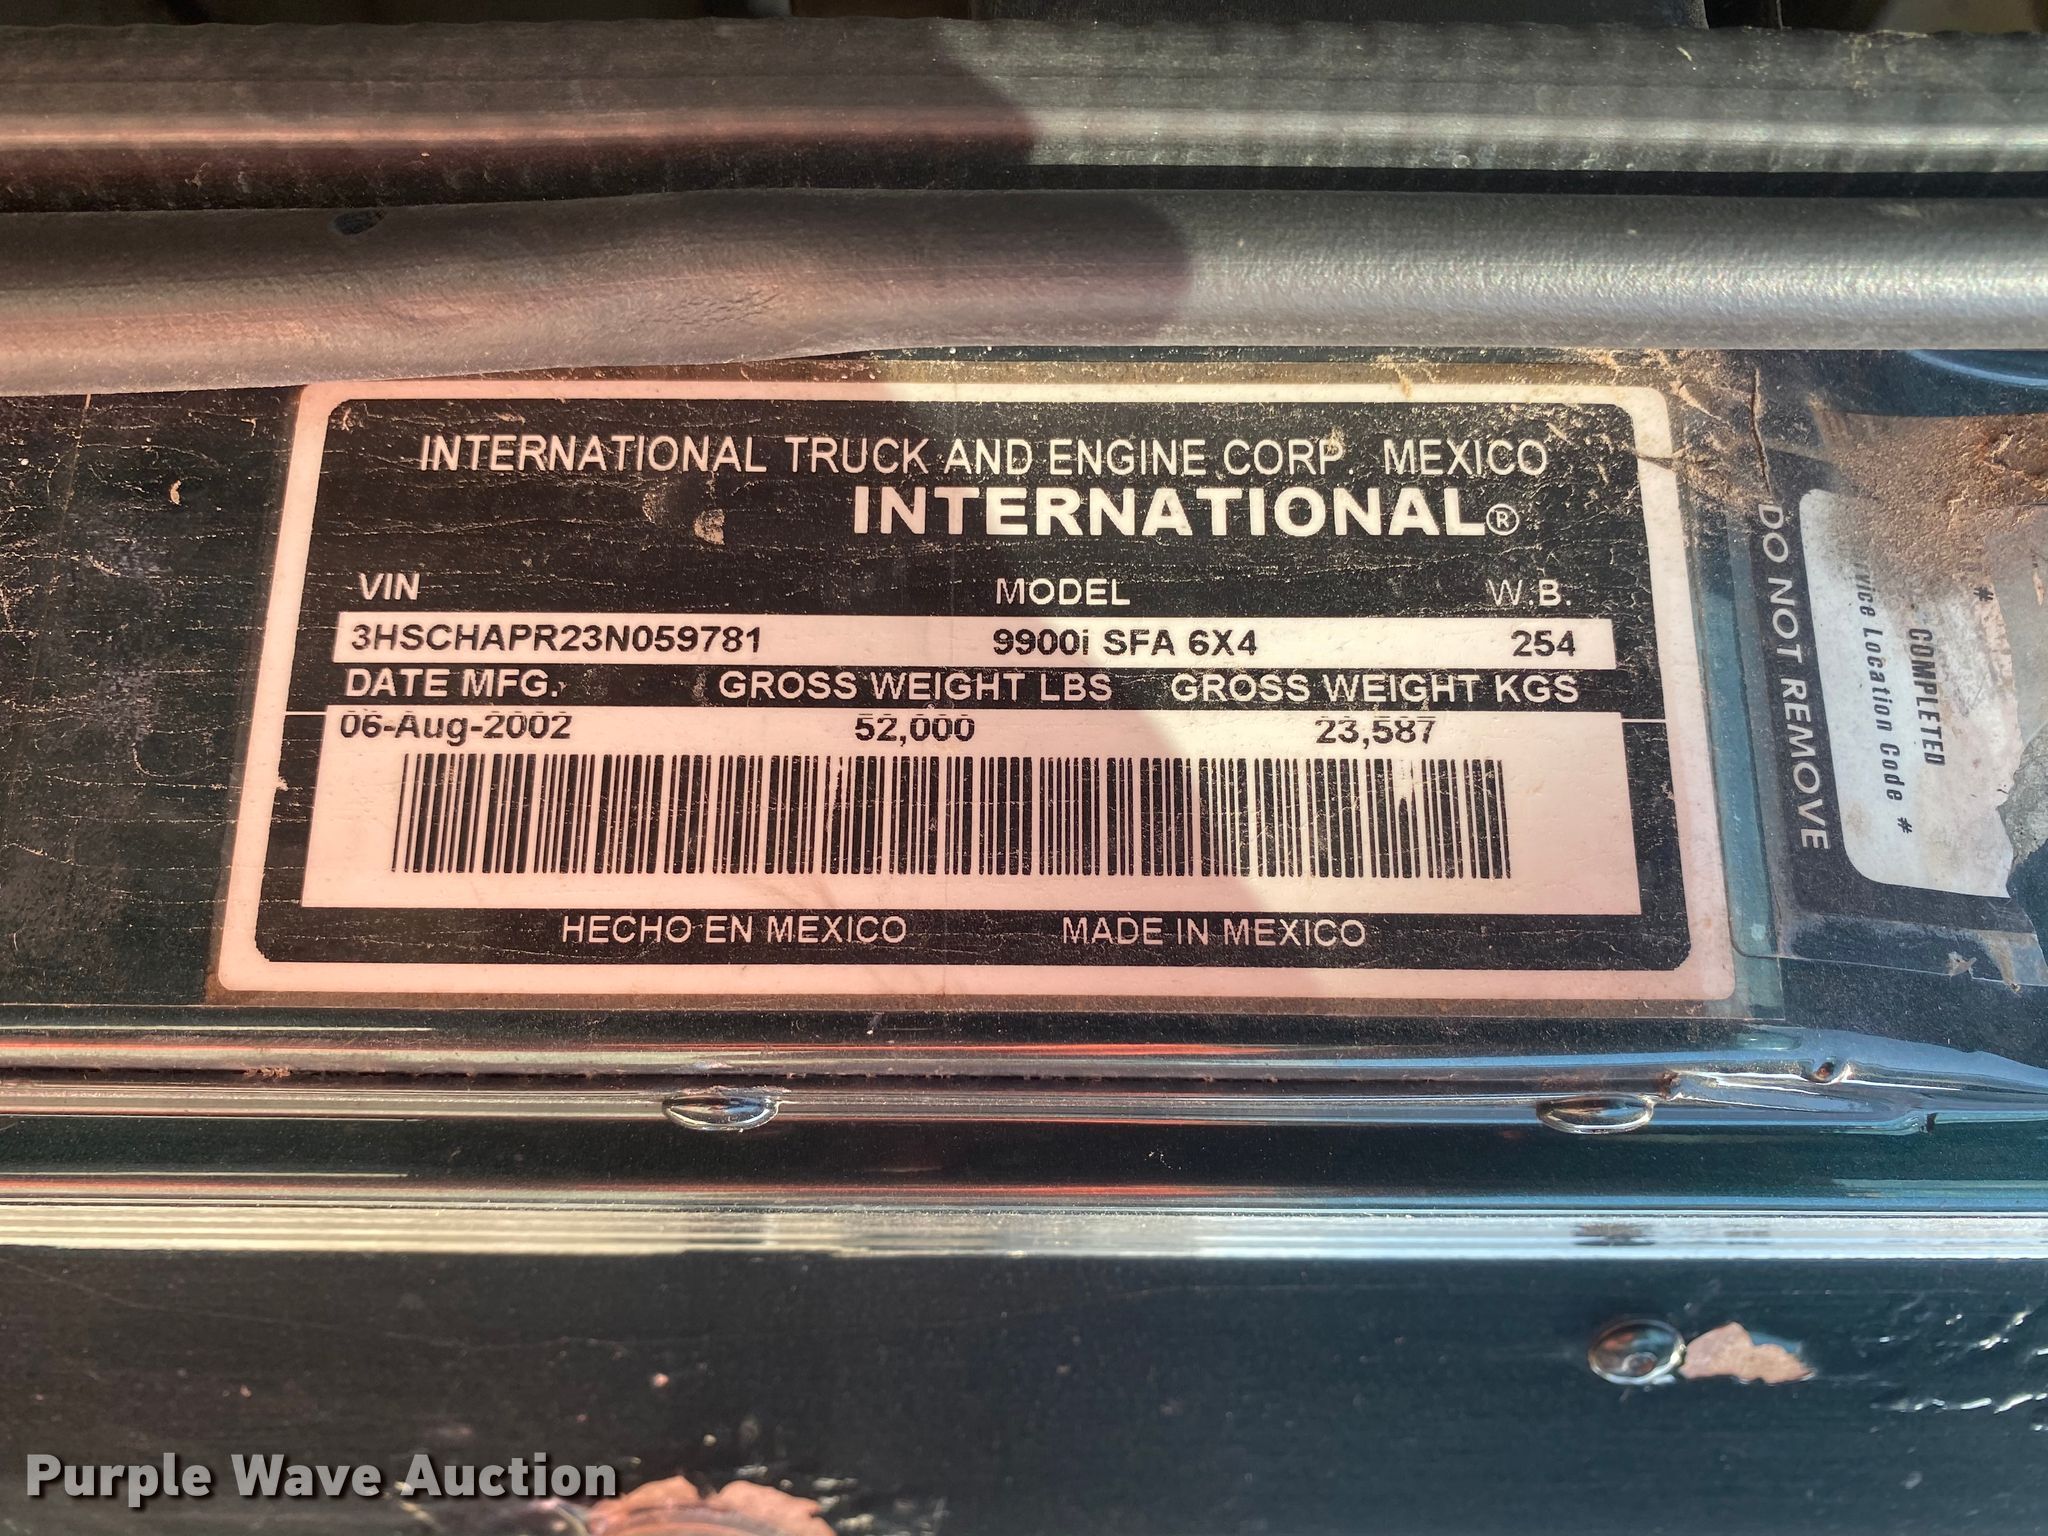 INTERNATIONAL TRUCK AND ENGINE CORP. MEXICO
INTERNATIONAL®
VIN MODEL W.B.
3HSCHAPR23N059781 9900i SFA 6X4 254
DATE MFG. GROSS WEIGHT LBS GROSS WEIGHT KGS
06-Aug-2002 52,000 23,587
HECHO EN MEXICO MADE IN MEXICO
DO NOT REMOVE
COMPLETED
Location Code #
Purple Wave Auction